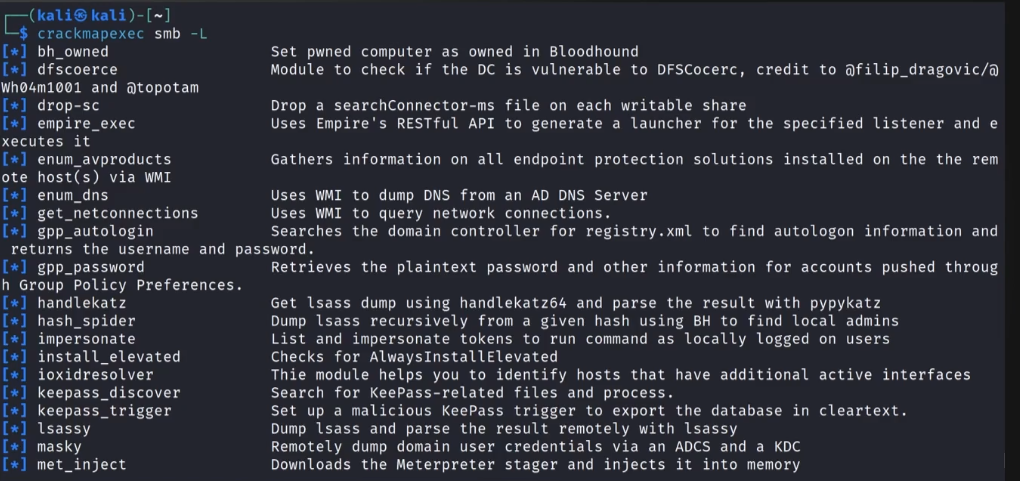 ┌──(kali㉿kali)-[~]
└─$ crackmapexec smb -L
[*] bh_owned                  Set pwned computer as owned in Bloodhound
[*] dfscoerce                 Module to check if the DC is vulnerable to DFSCocerc, credit to @filip_dragovic/@
Wh04m1001 and @topotam
[*] drop-sc                   Drop a searchConnector-ms file on each writable share
[*] empire_exec               Uses Empire's RESTful API to generate a launcher for the specified listener and e
xecutes it
[*] enum_avproducts           Gathers information on all endpoint protection solutions installed on the the rem
ote host(s) via WMI
[*] enum_dns                  Uses WMI to dump DNS from an AD DNS Server
[*] get_netconnections        Uses WMI to query network connections.
[*] gpp_autologin             Searches the domain controller for registry.xml to find autologon information and
 returns the username and password.
[*] gpp_password              Retrieves the plaintext password and other information for accounts pushed throug
h Group Policy Preferences.
[*] handlekatz                Get lsass dump using handlekatz64 and parse the result with pypykatz
[*] hash_spider               Dump lsass recursively from a given hash using BH to find local admins
[*] impersonate               List and impersonate tokens to run command as locally logged on users
[*] install_elevated          Checks for AlwaysInstallElevated
[*] ioxidresolver             Thie module helps you to identify hosts that have additional active interfaces
[*] keepass_discover          Search for KeePass-related files and process.
[*] keepass_trigger           Set up a malicious KeePass trigger to export the database in cleartext.
[*] lsassy                    Dump lsass and parse the result remotely with lsassy
[*] masky                     Remotely dump domain user credentials via an ADCS and a KDC
[*] met_inject                Downloads the Meterpreter stager and injects it into memory